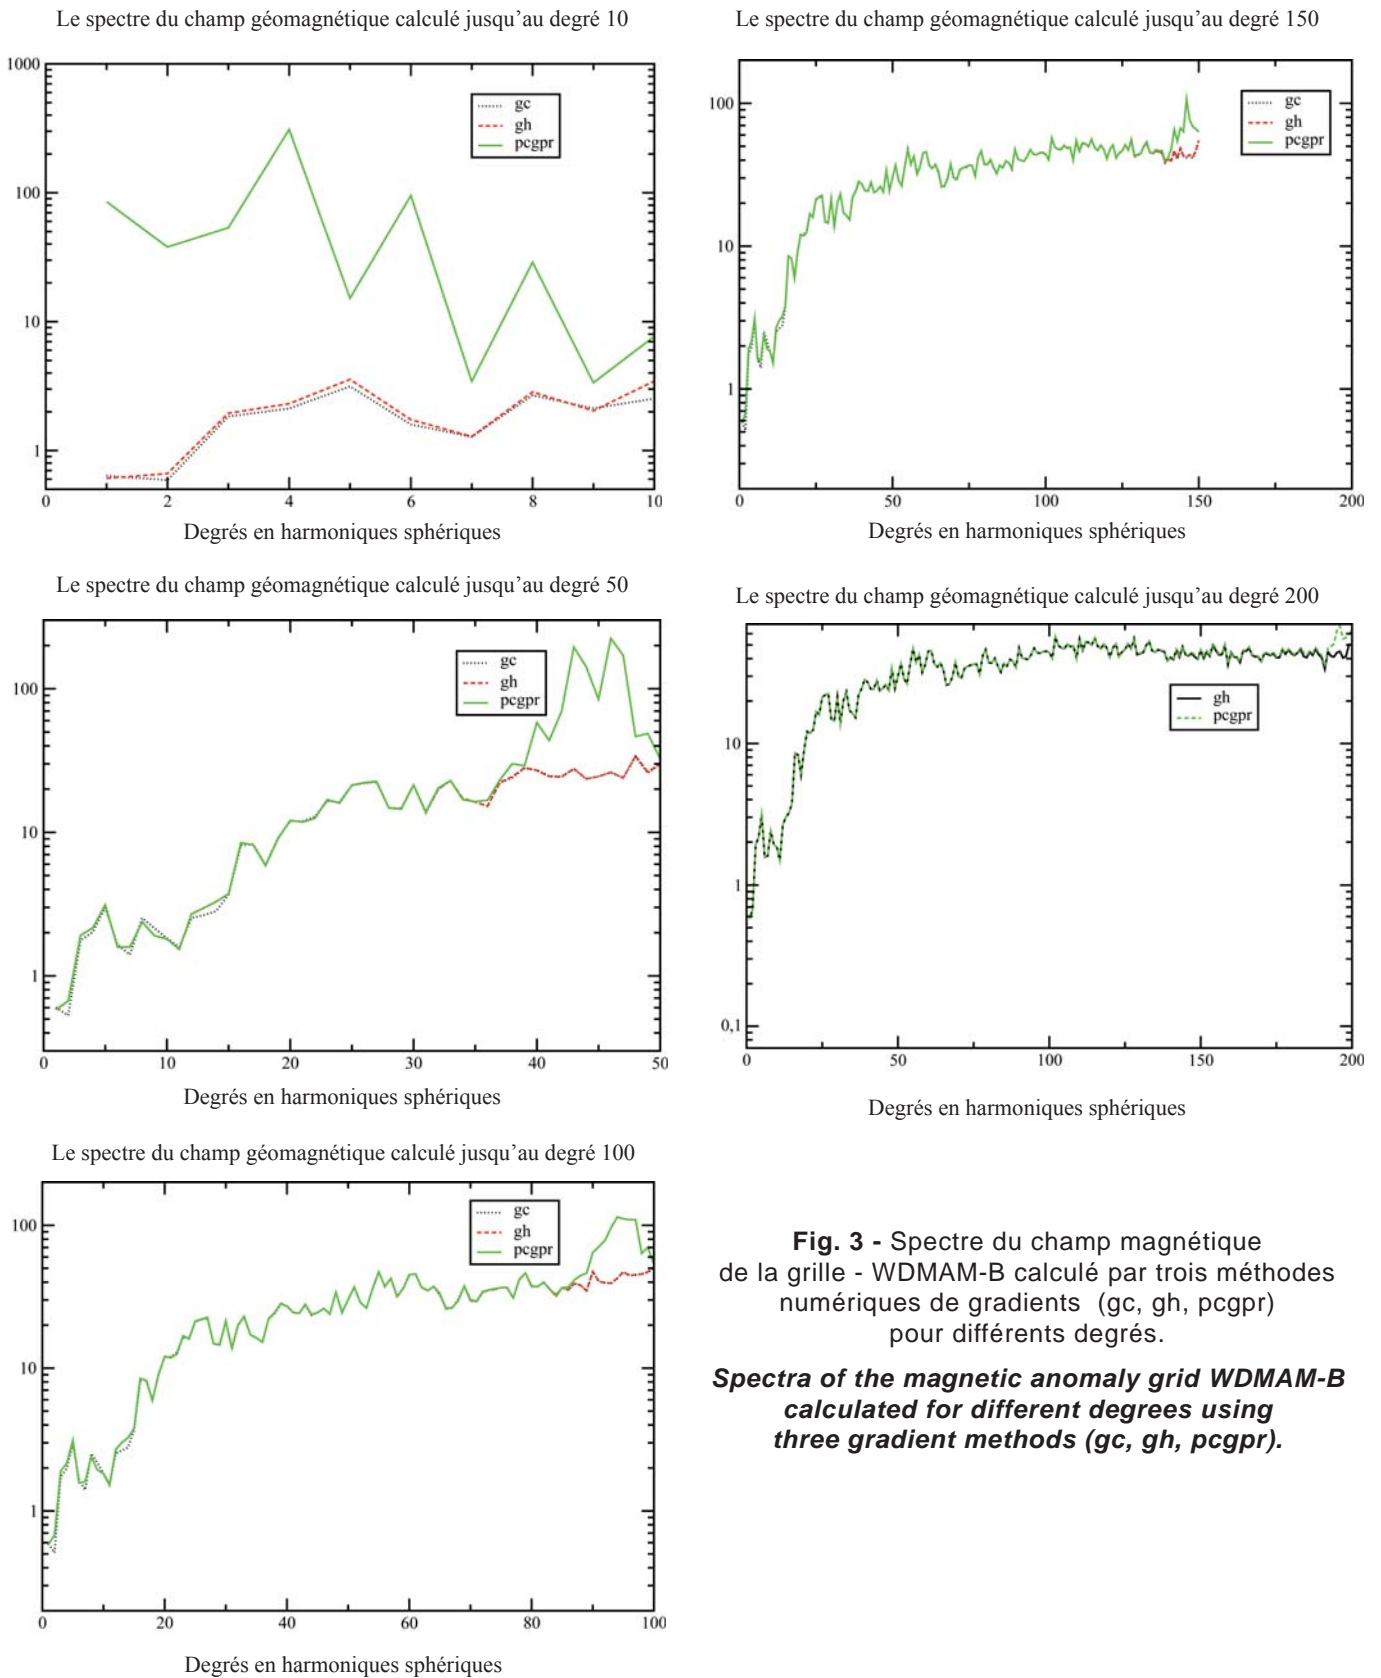 Le spectre du champ géomagnétique calculé jusqu'au degré 10
1000
100
10
1
gc
gh
pcgpr
0 2 4 6 8 10
Degrés en harmoniques sphériques
Le spectre du champ géomagnétique calculé jusqu'au degré 50
100
10
1
gc
gh
pcgpr
0 10 20 30 40 50
Degrés en harmoniques sphériques
Le spectre du champ géomagnétique calculé jusqu'au degré 100
100
10
1
gc
gh
pcgpr
0 20 40 60 80 100
Degrés en harmoniques sphériques
Le spectre du champ géomagnétique calculé jusqu'au degré 150
100
10
1
gc
gh
pcgpr
0 50 100 150 200
Degrés en harmoniques sphériques
Le spectre du champ géomagnétique calculé jusqu'au degré 200
10
1
0,1
gh
pcgpr
0 50 100 150 200
Degrés en harmoniques sphériques
Fig. 3 - Spectre du champ magnétique
de la grille - WDMAM-B calculé par trois méthodes
numériques de gradients (gc, gh, pcgpr)
pour différents degrés.
Spectra of the magnetic anomaly grid WDMAM-B
calculated for different degrees using
three gradient methods (gc, gh, pcgpr).